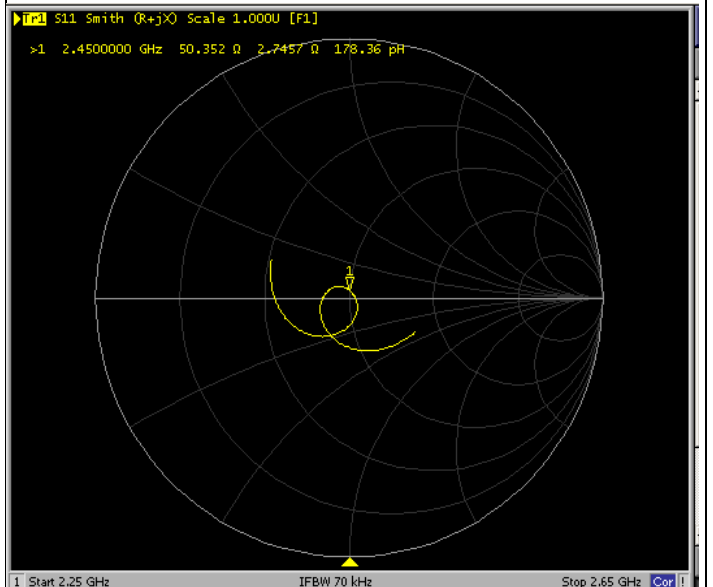 Tr1 S11 Smith (R+jX) Scale 1.000U [F1]
>1 2.4500000 GHz 50.352 Ω 2.7457 Ω 178.36 pH
1
1 Start 2.25 GHz IFBW 70 kHz Stop 2.65 GHz Cor !